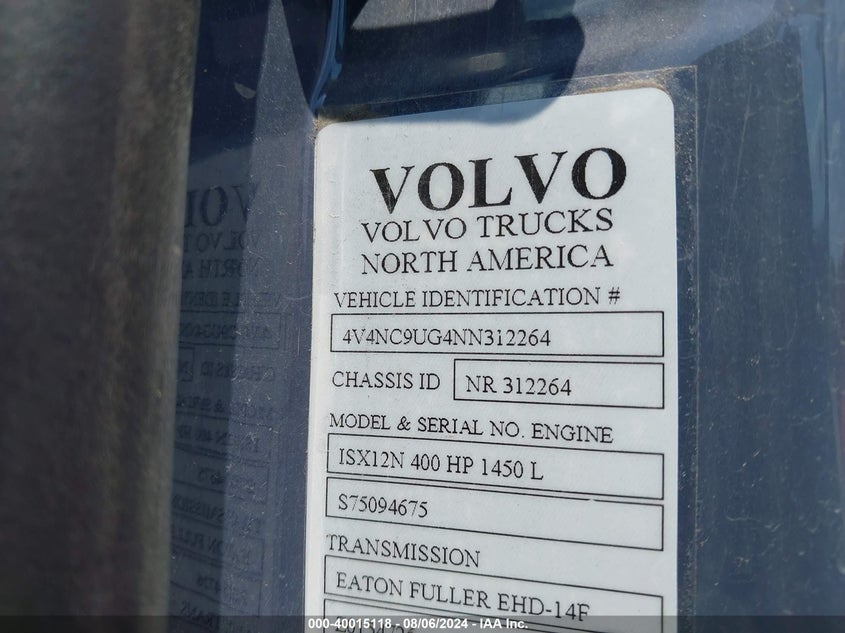 VOLVO
VOLVO TRUCKS
NORTH AMERICA
VEHICLE IDENTIFICATION #
4V4NC9UG4NN312264
CHASSIS ID NR 312264
MODEL & SERIAL NO. ENGINE
ISX12N 400 HP 1450 L
S75094675
TRANSMISSION
EATON FULLER EHD-14F
000-40015118 - 08/06/2024 - IAA Inc.